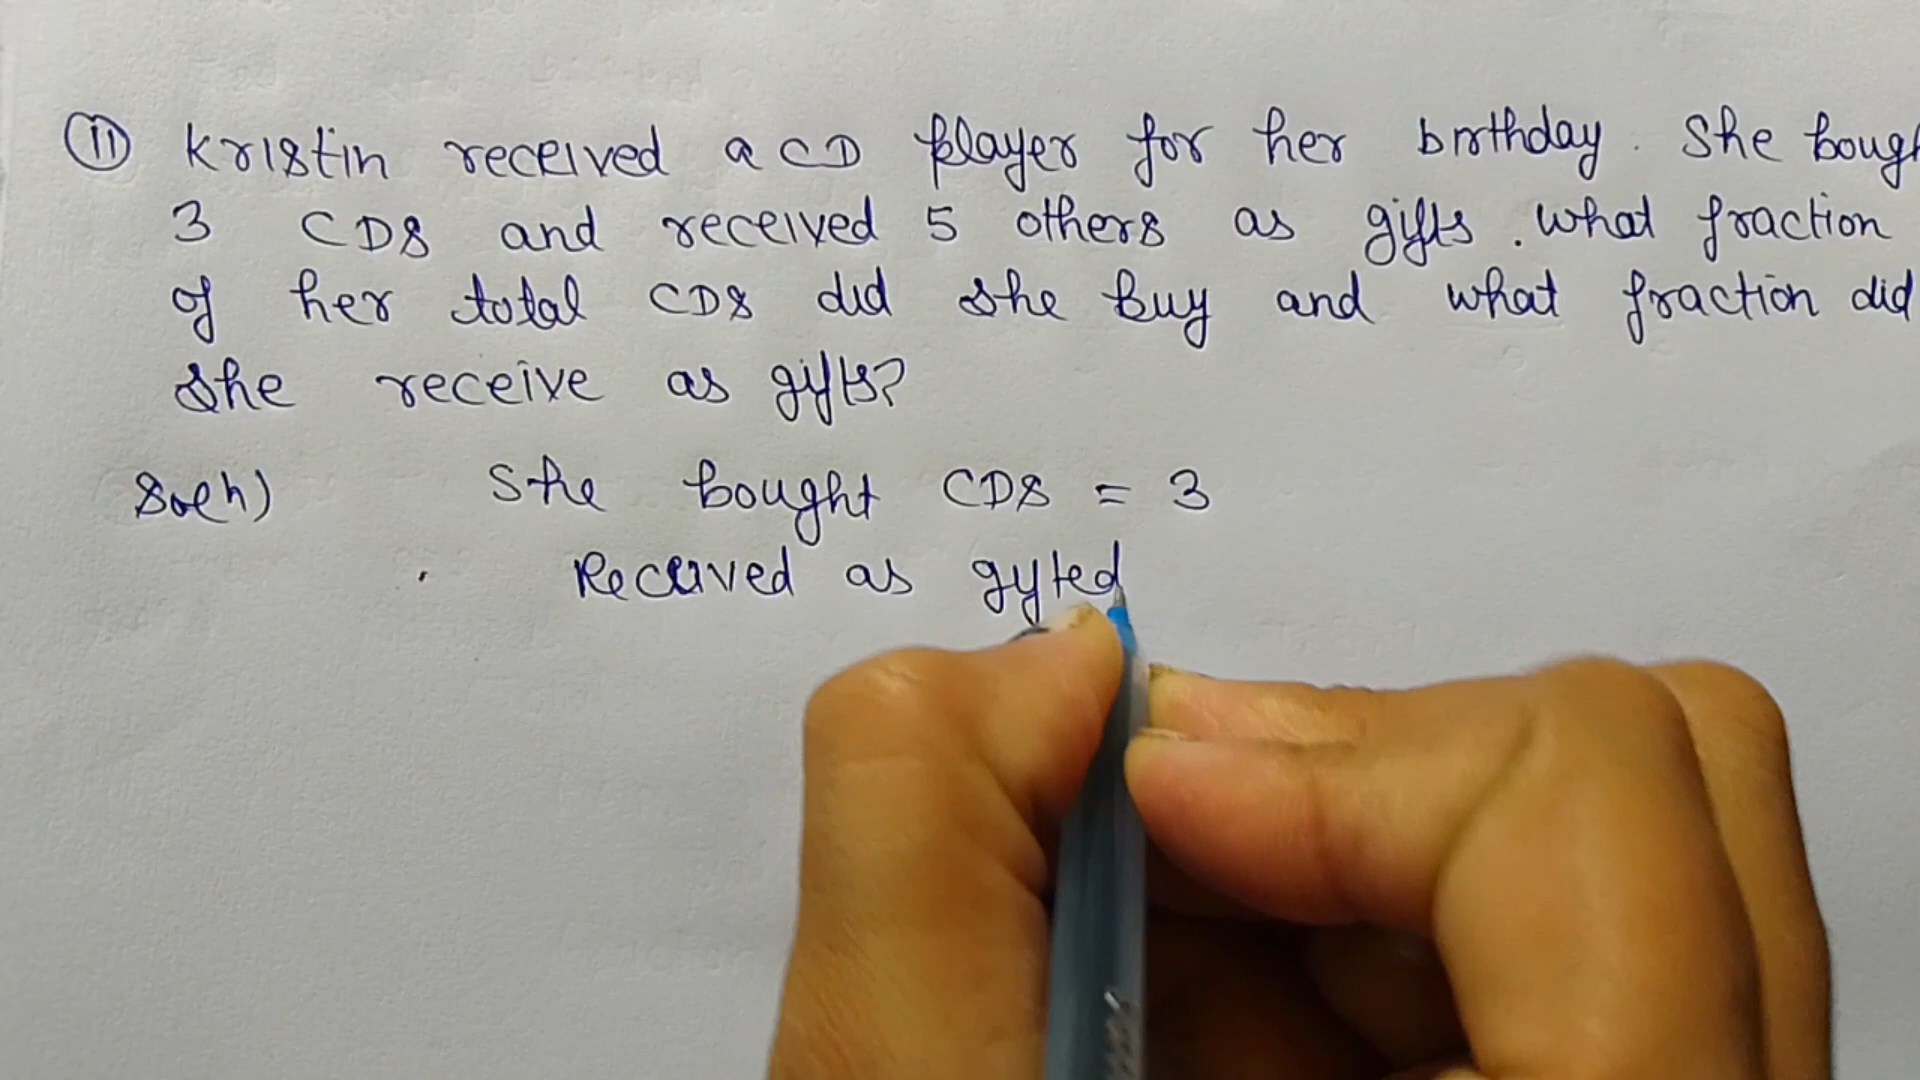 11 Kristin received a CD player for her birthday. She bough
3 CDs and received 5 others as gifts. what fraction
of her total CDs did she buy and what fraction did
she receive as gifts?
Soln) She bought CDs = 3
Received as gifted